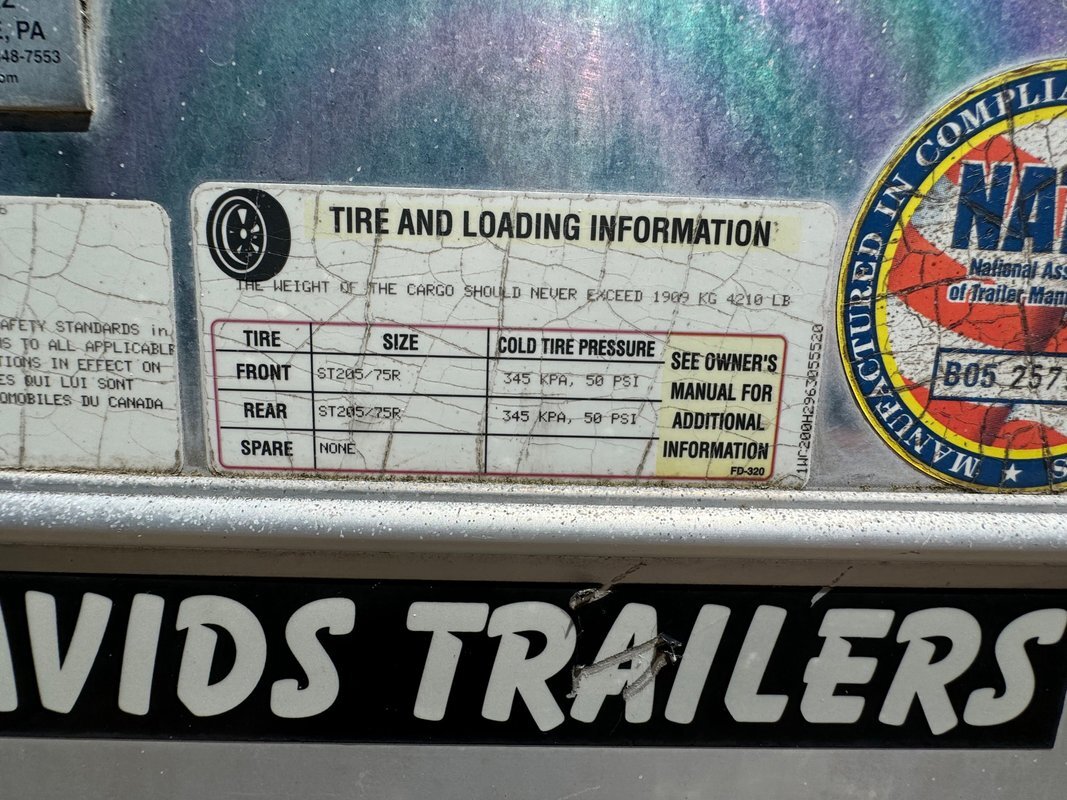 , PA
48-7553
om
TIRE AND LOADING INFORMATION
THE WEIGHT OF THE CARGO SHOULD NEVER EXCEED 1909 KG 4210 LB
TIRE SIZE COLD TIRE PRESSURE
FRONT ST205/75R 345 KPA, 50 PSI
REAR ST205/75R 345 KPA, 50 PSI
SPARE NONE
SEE OWNER'S
MANUAL FOR
ADDITIONAL
INFORMATION
FD-320
AFETY STANDARDS in
S TO ALL APPLICABLE
TIONS IN EFFECT ON
ES QUI LUI SONT
OMOBILES DU CANADA
MANUFACTURED IN COMPLIA
NA
National Ass
of Trailer Man
B05 257
AVIDS TRAILERS